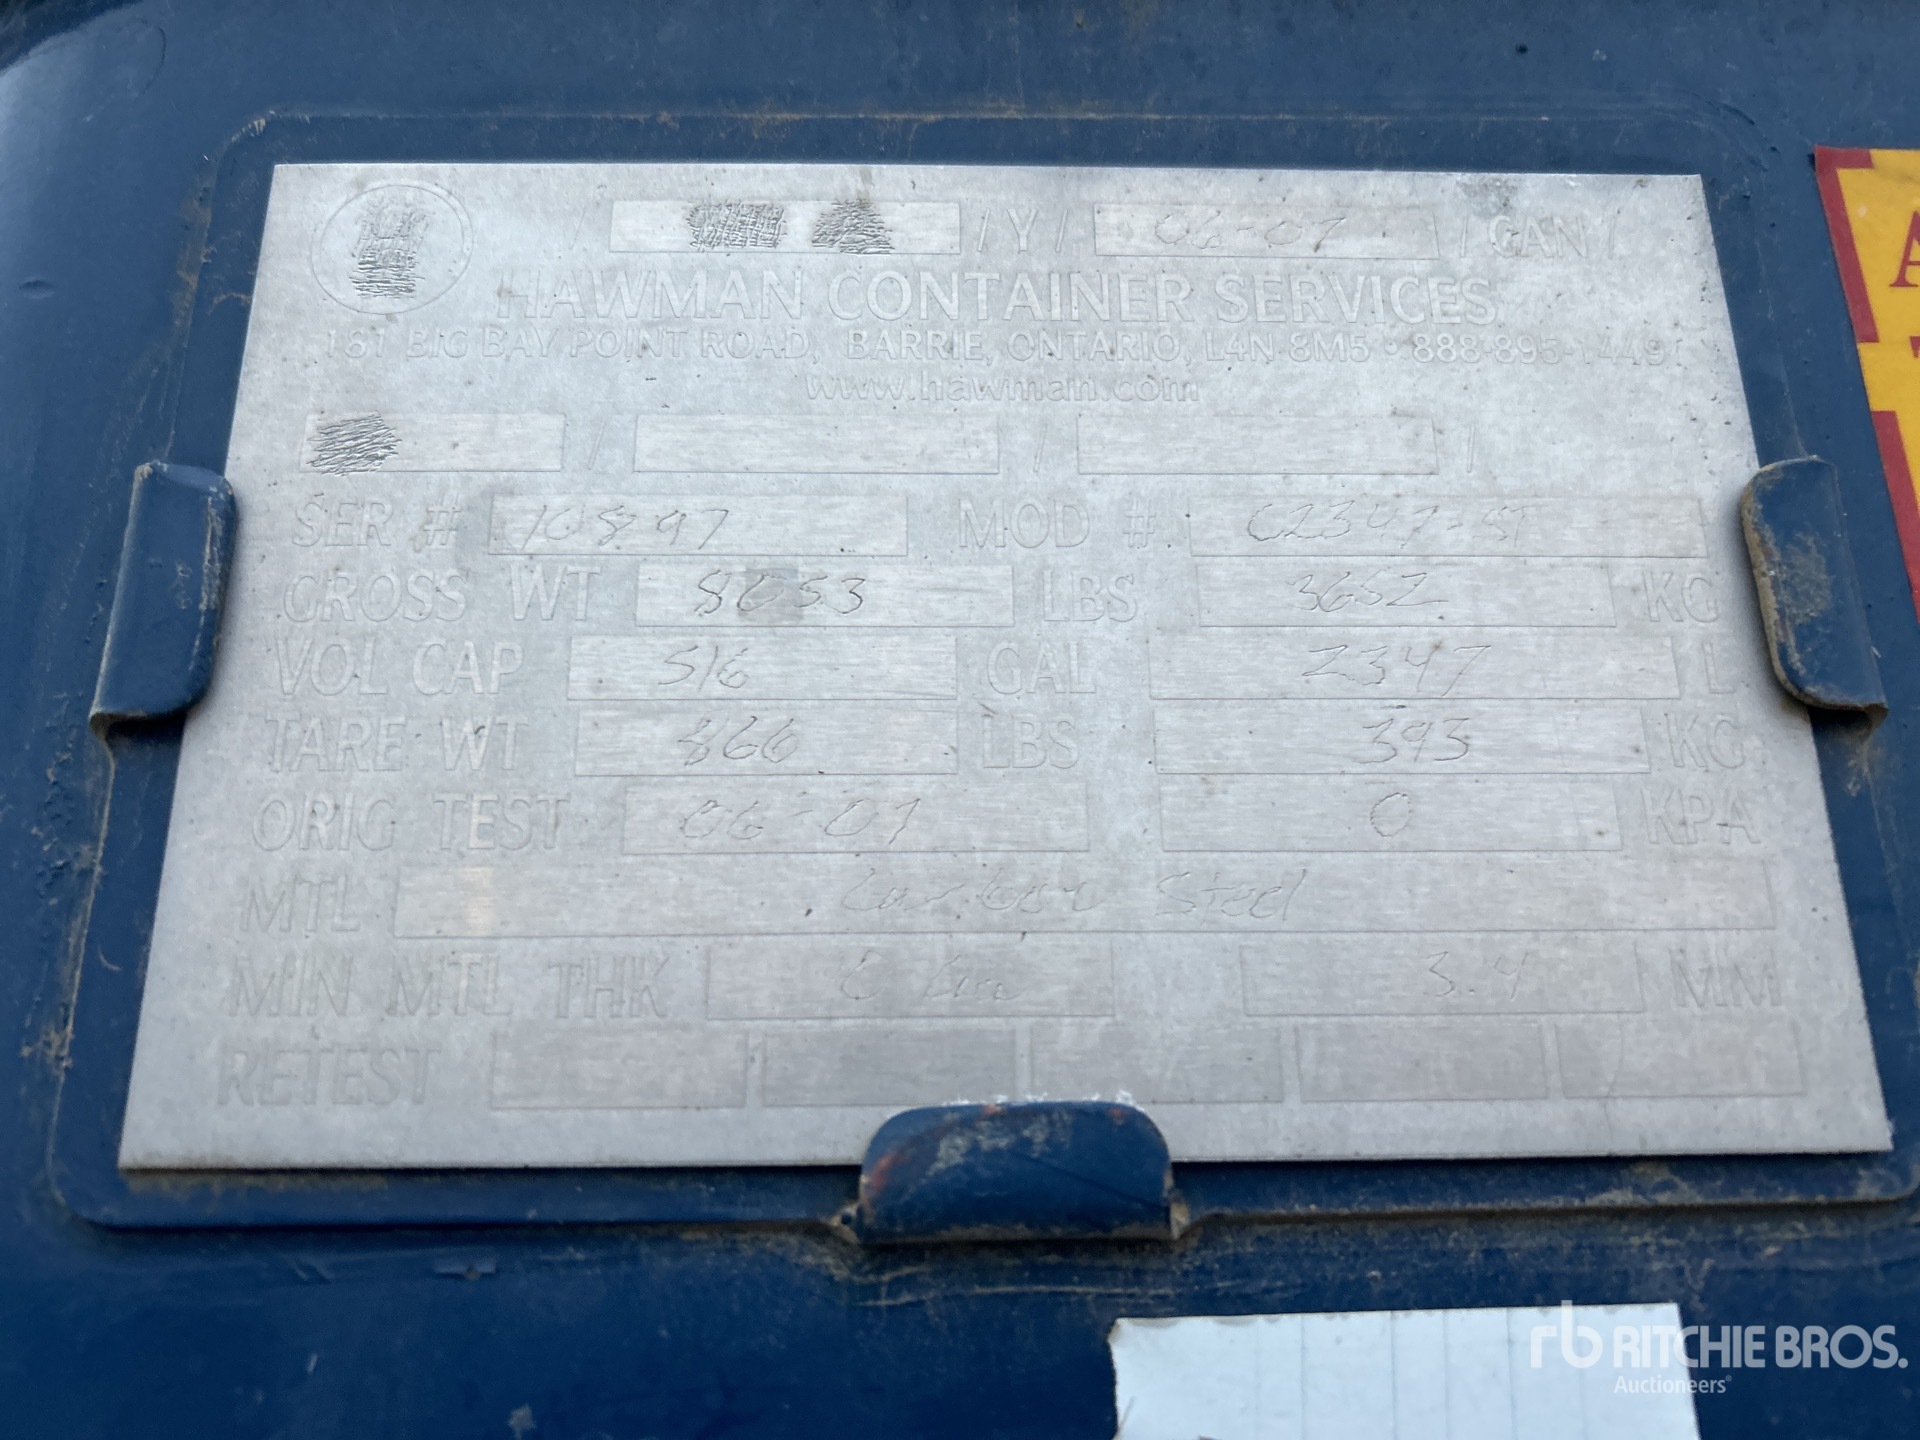 / / Y / 06-07 / CAN /
HAWMAN CONTAINER SERVICES
181 BIG BAY POINT ROAD, BARRIE, ONTARIO, L4N 8M5 • 888-895-1449
www.hawman.com
/ / /
SER # 10897 MOD # C2347-ST
GROSS WT 8053 LBS 3652 KG
VOL CAP 516 GAL 2347 L
TARE WT 866 LBS 393 KG
ORIG TEST 06-07 0 KPA
MTL Carbon Steel
MIN MTL THK 3.4 MM
RETEST
rb RITCHIE BROS.
Auctioneers